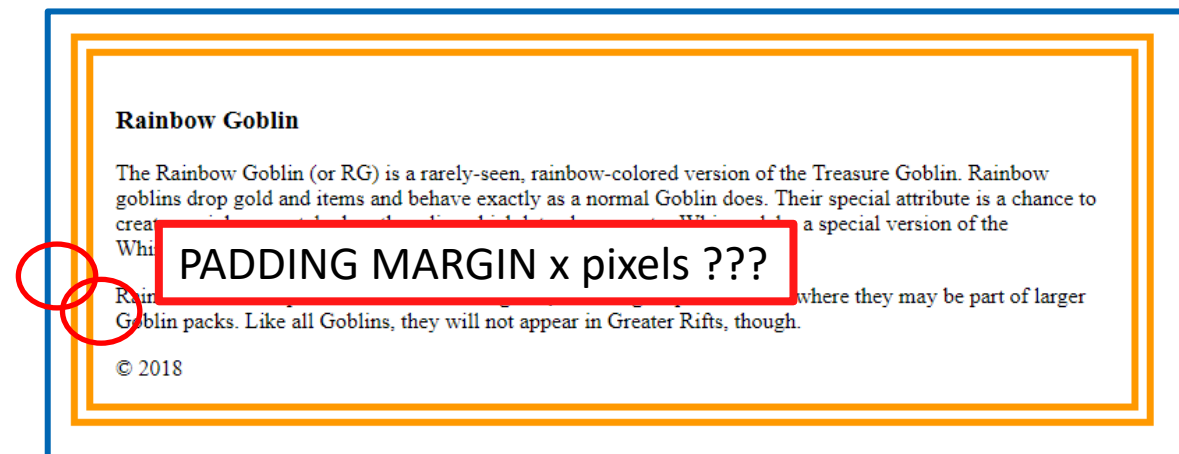 Rainbow Goblin
The Rainbow Goblin (or RG) is a rarely-seen, rainbow-colored version of the Treasure Goblin. Rainbow
goblins drop gold and items and behave exactly as a normal Goblin does. Their special attribute is a chance to
a special version of the
PADDING MARGIN x pixels ???
where they may be part of larger
Goblin packs. Like all Goblins, they will not appear in Greater Rifts, though.
© 2018